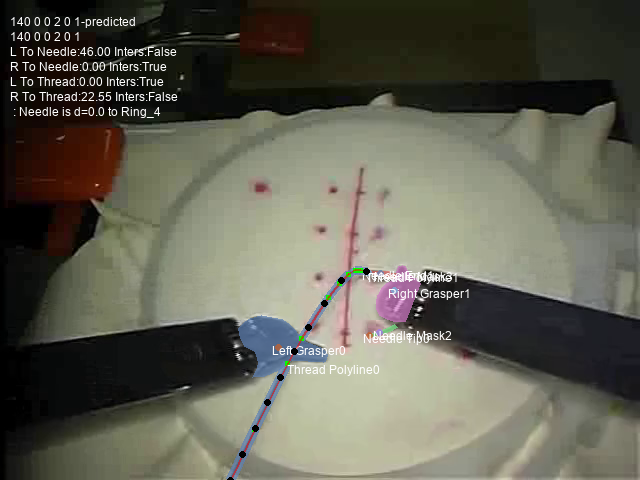 140 0 0 2 0 1-predicted
140 0 0 2 0 1
L To Needle:46.00 Inters:False
R To Needle:0.00 Inters:True
L To Thread:0.00 Inters:True
R To Thread:22.55 Inters:False
: Needle is d=0.0 to Ring_4
Right Grasper1
Needle Mask2
Left Grasper0
Thread Polyline0